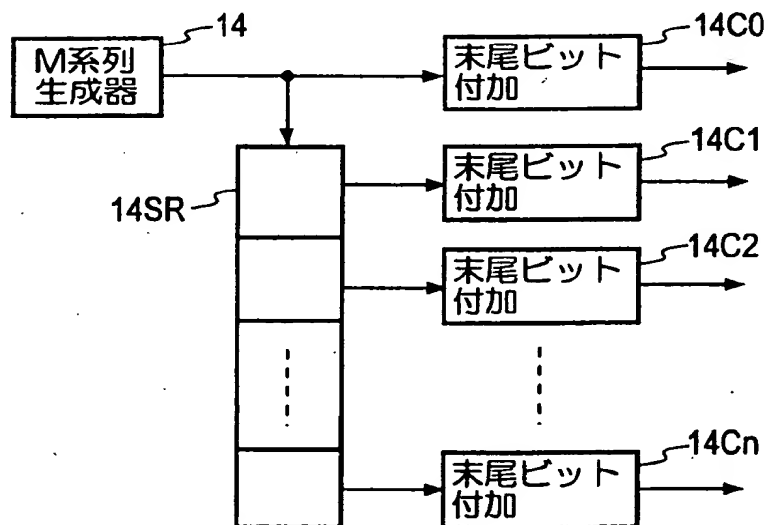 14
M系列
生成器
末尾ビット
付加
14C0
末尾ビット
付加
14C1
14SR
末尾ビット
付加
14C2
末尾ビット
付加
14Cn